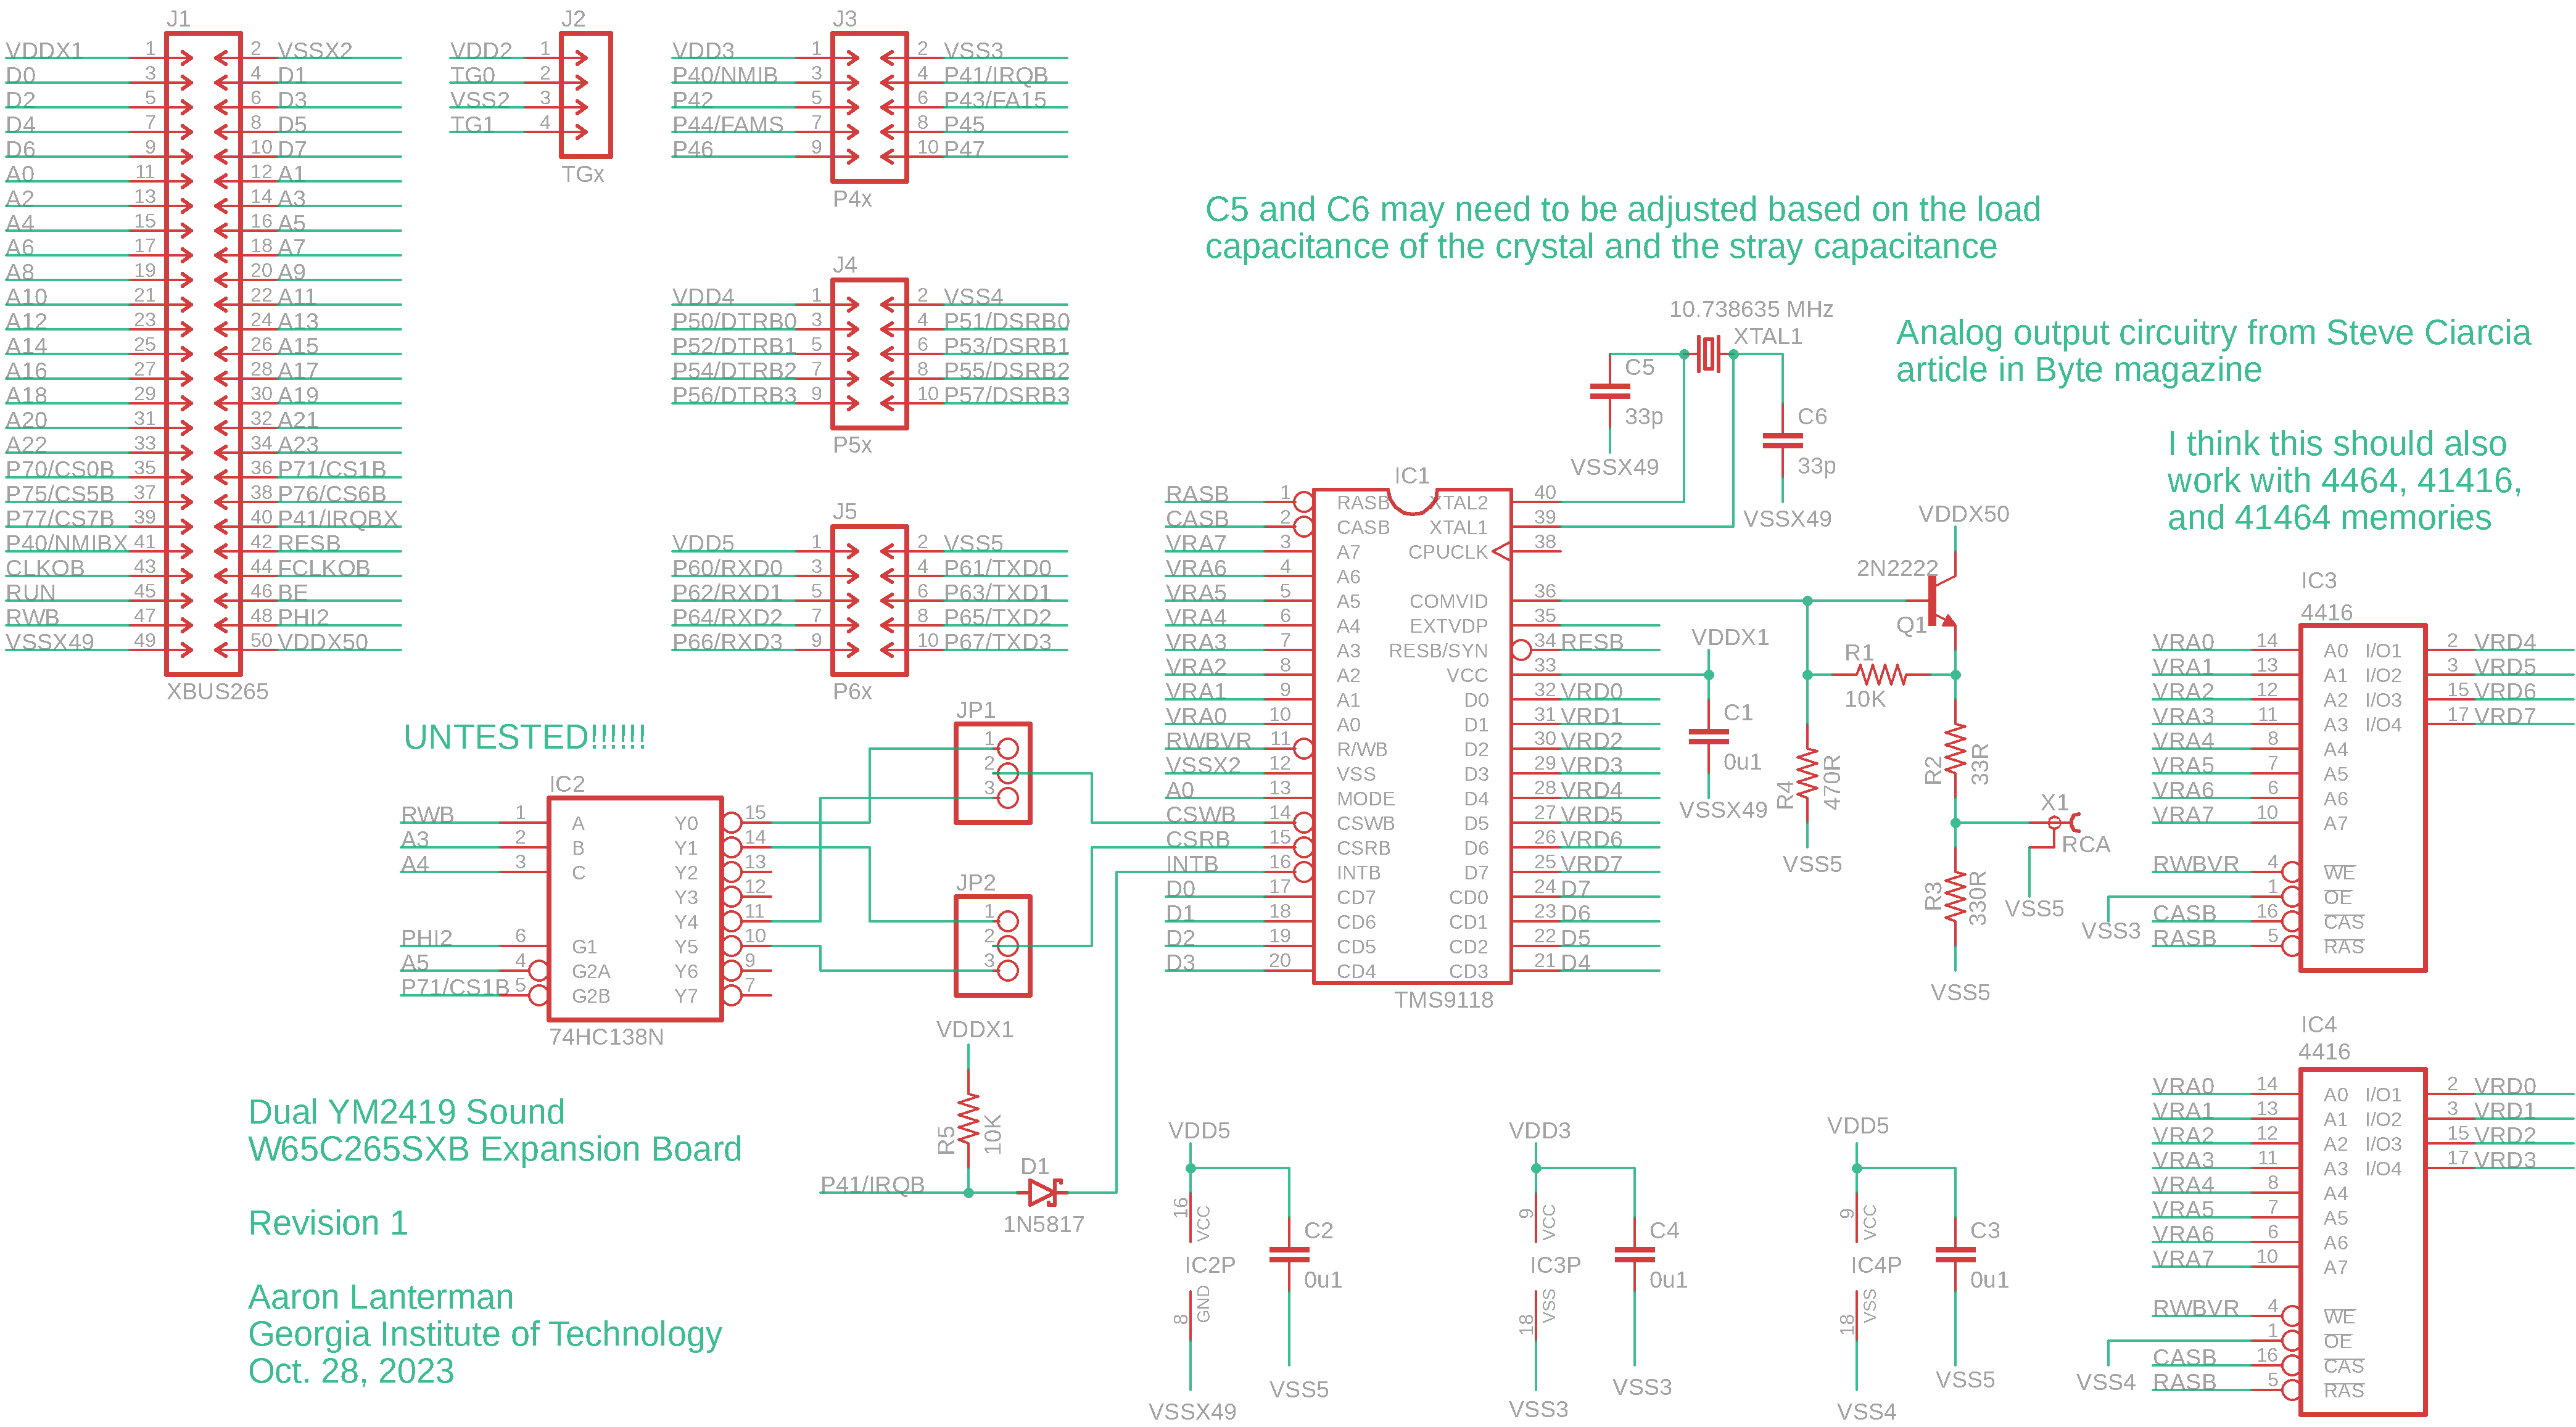 J1
VDDX1 1 2 VSSX2
D0 3 4 D1
D2 5 6 D3
D4 7 8 D5
D6 9 10 D7
A0 11 12 A1
A2 13 14 A3
A4 15 16 A5
A6 17 18 A7
A8 19 20 A9
A10 21 22 A11
A12 23 24 A13
A14 25 26 A15
A16 27 28 A17
A18 29 30 A19
A20 31 32 A21
A22 33 34 A23
P70/CS0B 35 36 P71/CS1B
P75/CS5B 37 38 P76/CS6B
P77/CS7B 39 40 P41/IRQBX
P40/NMIBX 41 42 RESB
CLKOB 43 44 FCLKOB
RUN 45 46 BE
RWB 47 48 PHI2
VSSX49 49 50 VDDX50
XBUS265
J2
VDD2 1
TG0 2
VSS2 3
TG1 4
TGx
J3
VDD3 1 2 VSS3
P40/NMIB 3 4 P41/IRQB
P42 5 6 P43/FA15
P44/FAMS 7 8 P45
P46 9 10 P47
P4x
J4
VDD4 1 2 VSS4
P50/DTRB0 3 4 P51/DSRB0
P52/DTRB1 5 6 P53/DSRB1
P54/DTRB2 7 8 P55/DSRB2
P56/DTRB3 9 10 P57/DSRB3
P5x
J5
VDD5 1 2 VSS5
P60/RXD0 3 4 P61/TXD0
P62/RXD1 5 6 P63/TXD1
P64/RXD2 7 8 P65/TXD2
P66/RXD3 9 10 P67/TXD3
P6x
C5 and C6 may need to be adjusted based on the load
capacitance of the crystal and the stray capacitance
10.738635 MHz
XTAL1
C5
33p
VSSX49
C6
33p
VSSX49
Analog output circuitry from Steve Ciarcia
article in Byte magazine
I think this should also
work with 4464, 41416,
and 41464 memories
UNTESTED!!!!!!
IC2
RWB 1 A Y0 15
A3 2 B Y1 14
A4 3 C Y2 13
Y3 12
Y4 11
PHI2 6 G1 Y5 10
A5 4 G2A Y6 9
P71/CS1B 5 G2B Y7 7
74HC138N
JP1
1
2
3
JP2
1
2
3
VDDX1
R5
10K
P41/IRQB
D1
1N5817
IC1
RASB 1 RASB XTAL2 40
CASB 2 CASB XTAL1 39
VRA7 3 A7 CPUCLK 38
VRA6 4 A6
VRA5 5 A5 COMVID 36
VRA4 6 A4 EXTVDP 35
VRA3 7 A3 RESB/SYN 34 RESB
VRA2 8 A2 VCC 33
VRA1 9 A1 D0 32 VRD0
VRA0 10 A0 D1 31 VRD1
RWBVR 11 R/WB D2 30 VRD2
VSSX2 12 VSS D3 29 VRD3
A0 13 MODE D4 28 VRD4
CSWB 14 CSWB D5 27 VRD5
CSRB 15 CSRB D6 26 VRD6
INTB 16 INTB D7 25 VRD7
D0 17 CD7 CD0 24 D7
D1 18 CD6 CD1 23 D6
D2 19 CD5 CD2 22 D5
D3 20 CD4 CD3 21 D4
TMS9118
VDDX1
C1
0u1
VSSX49
VDDX50
2N2222
Q1
R1
10K
R4
470R
VSS5
R2
33R
R3
330R
VSS5
X1
RCA
VSS5
IC3
4416
VRA0 14 A0 I/O1 2 VRD4
VRA1 13 A1 I/O2 3 VRD5
VRA2 12 A2 I/O3 15 VRD6
VRA3 11 A3 I/O4 17 VRD7
VRA4 8 A4
VRA5 7 A5
VRA6 6 A6
VRA7 10 A7
RWBVR 4 WE
1 OE
VSS3
CASB 16 CAS
RASB 5 RAS
IC4
4416
VRA0 14 A0 I/O1 2 VRD0
VRA1 13 A1 I/O2 3 VRD1
VRA2 12 A2 I/O3 15 VRD2
VRA3 11 A3 I/O4 17 VRD3
VRA4 8 A4
VRA5 7 A5
VRA6 6 A6
VRA7 10 A7
RWBVR 4 WE
1 OE
VSS4
CASB 16 CAS
RASB 5 RAS
Dual YM2419 Sound
W65C265SXB Expansion Board
Revision 1
Aaron Lanterman
Georgia Institute of Technology
Oct. 28, 2023
VDD5
16 VCC
IC2P
8 GND
VSSX49
C2
0u1
VSS5
VDD3
9 VCC
IC3P
18 VSS
VSS3
C4
0u1
VSS3
VDD5
9 VCC
IC4P
18 VSS
VSS4
C3
0u1
VSS5